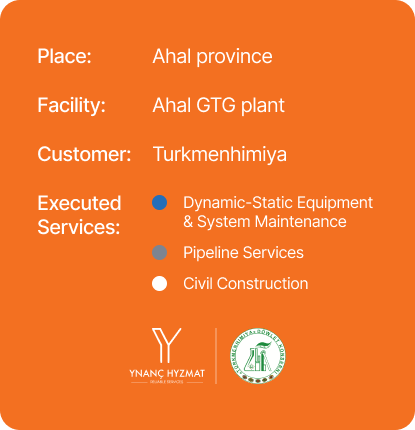 Place: Ahal province
Facility: Ahal GTG plant
Customer: Turkmenhimiya
Executed
Services:
Dynamic-Static Equipment
& System Maintenance
Pipeline Services
Civil Construction
YNANÇ HYZMAT
RELIABLE SERVICES